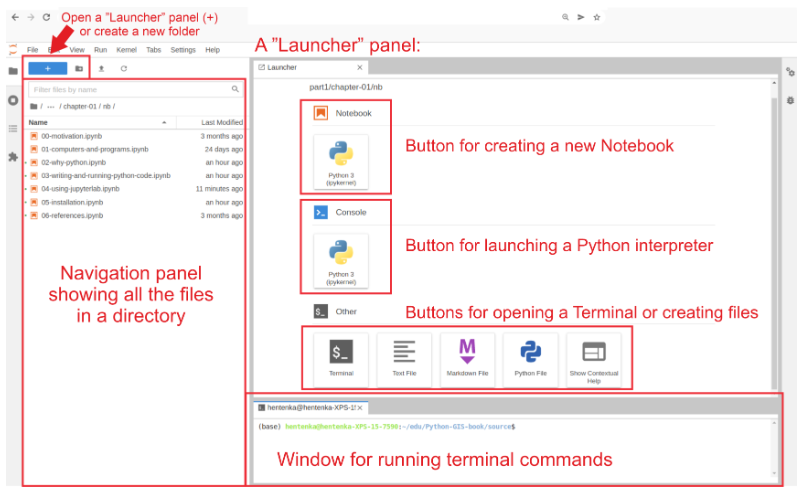 Open a "Launcher" panel (+)
or create a new folder
File Edit View Run Kernel Tabs Settings Help
A "Launcher" panel:
+
Filter files by name
/ ··· / chapter-01 / nb /
Name Last Modified
00-motivation.ipynb 3 months ago
01-computers-and-programs.ipynb 24 days ago
02-why-python.ipynb an hour ago
03-writing-and-running-python-code.ipynb an hour ago
04-using-jupyterlab.ipynb 11 minutes ago
05-installation.ipynb an hour ago
06-references.ipynb 3 months ago
Navigation panel
showing all the files
in a directory
Launcher ×
part1/chapter-01/nb
Notebook
Python 3
(ipykernel)
Button for creating a new Notebook
Console
Python 3
(ipykernel)
Button for launching a Python interpreter
$_ Other
Buttons for opening a Terminal or creating files
$_
Terminal
Text File
M
Markdown File
Python File
Show Contextual
Help
hentenka@hentenka-XPS-15 ×
(base) hentenka@hentenka-XPS-15-7590:~/edu/Python-GIS-book/source$
Window for running terminal commands